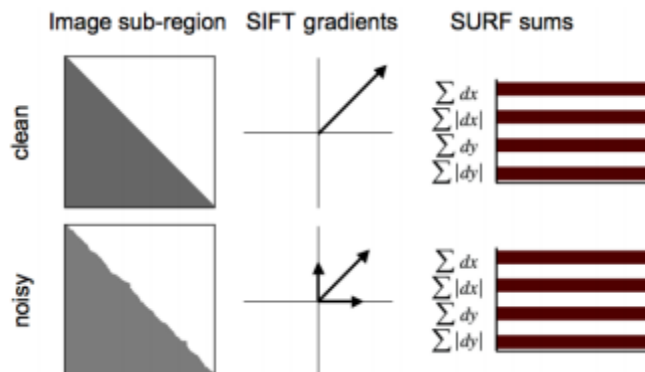 Image sub-region SIFT gradients SURF sums
clean
∑ dx
∑ |dx|
∑ dy
∑ |dy|
noisy
∑ dx
∑ |dx|
∑ dy
∑ |dy|